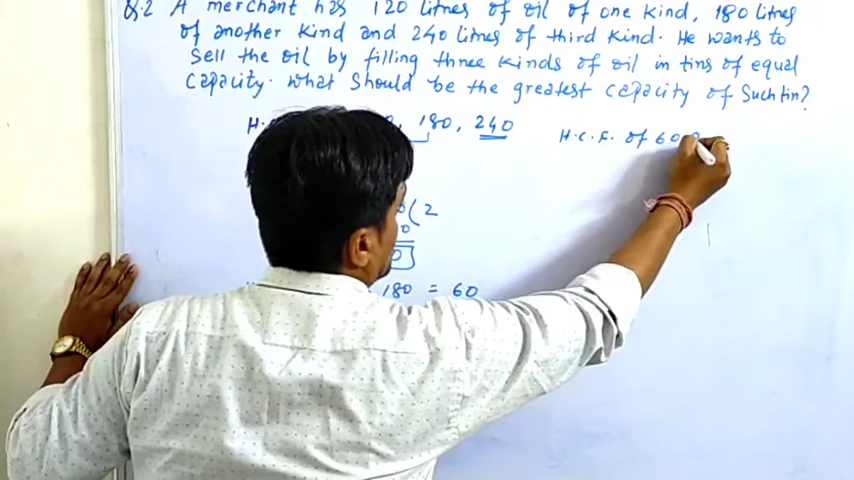 Q.2 A merchant has 120 litres of oil of one kind, 180 litres
of another kind and 240 litres of third kind. He wants to
sell the oil by filling three kinds of oil in tins of equal
capacity. What should be the greatest capacity of such tin?
H. , 180, 240
H.C.F. of 60
( 2
180 = 60